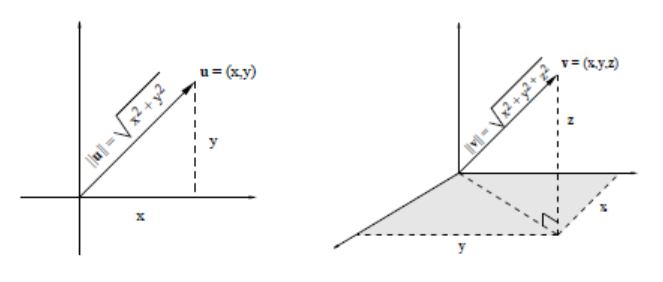 u = (x,y)
||u|| = √x² + y²
y
x
v = (x,y,z)
||v|| = √x² + y² + z²
z
x
y